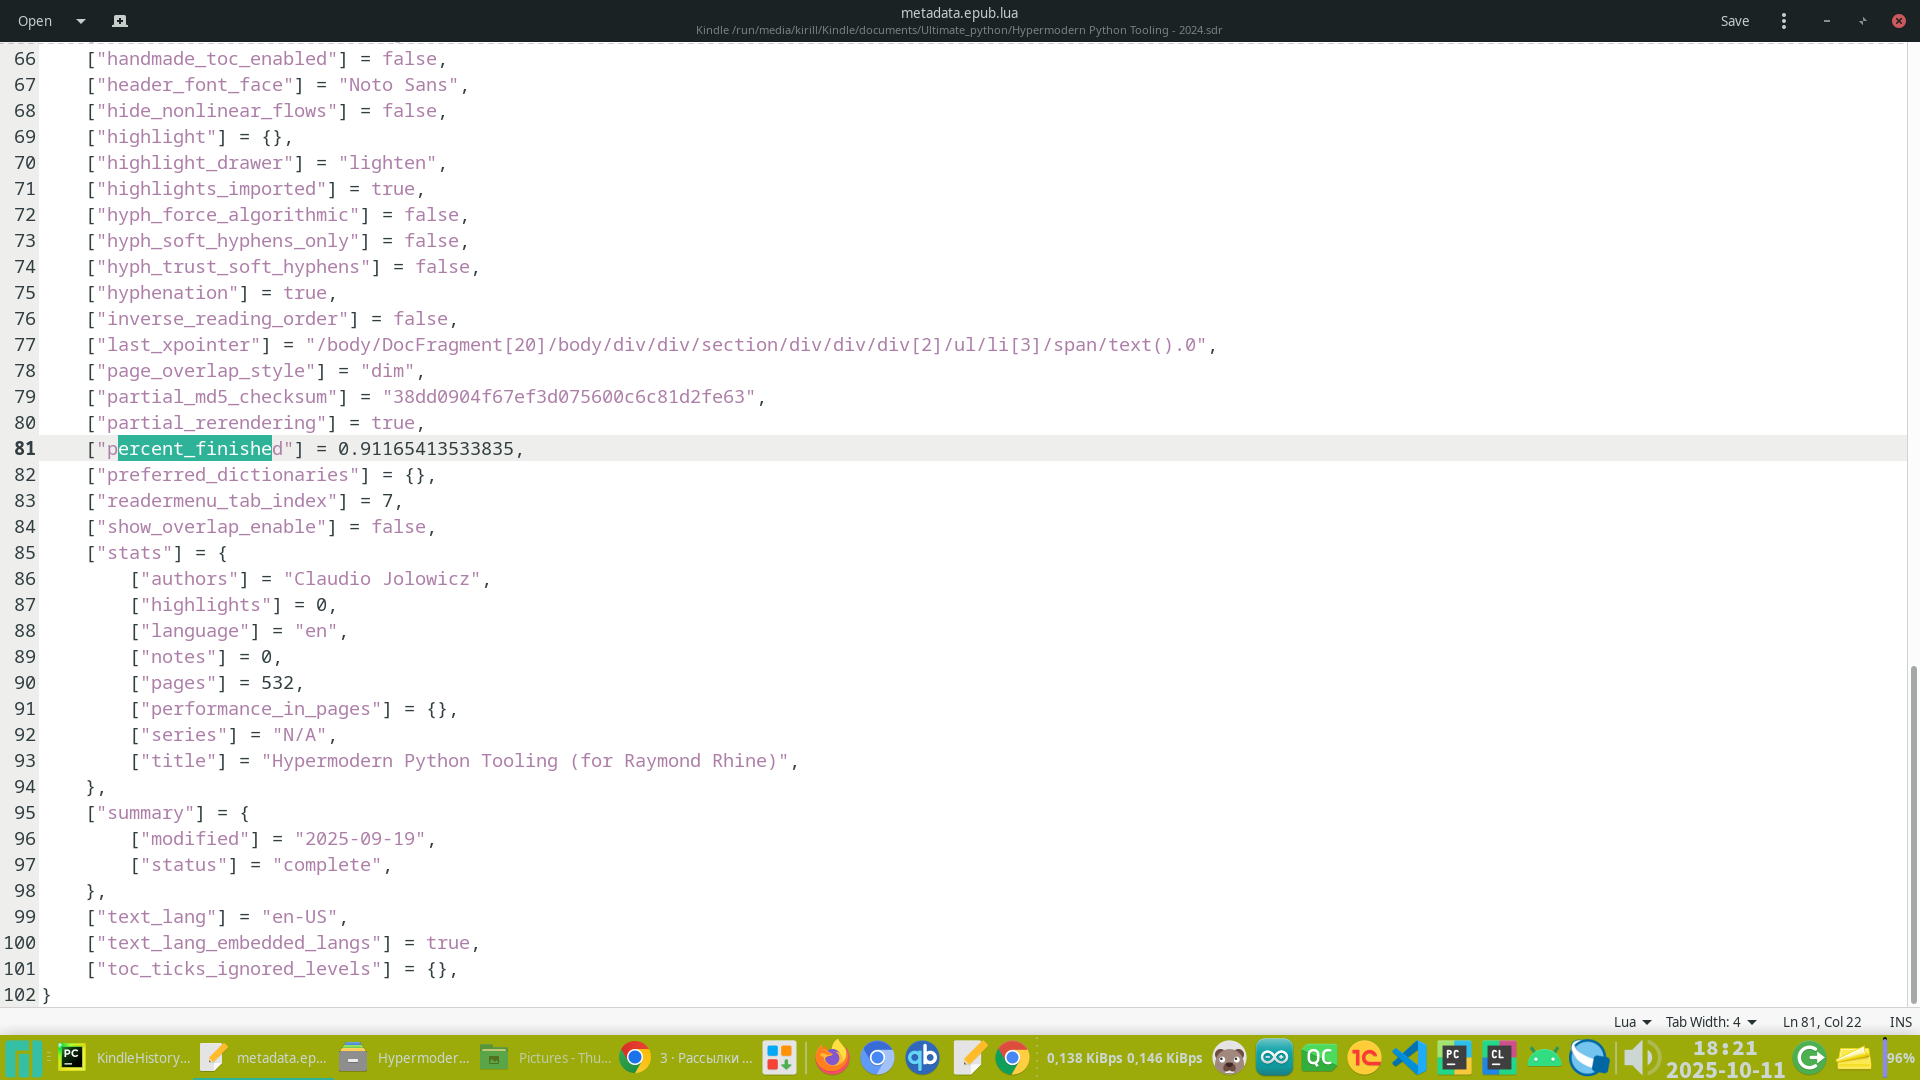 Open
metadata.epub.lua
Kindle /run/media/kirill/Kindle/documents/Ultimate_python/Hypermodern Python Tooling - 2024.sdr
Save
66 ["handmade_toc_enabled"] = false,
67 ["header_font_face"] = "Noto Sans",
68 ["hide_nonlinear_flows"] = false,
69 ["highlight"] = {},
70 ["highlight_drawer"] = "lighten",
71 ["highlights_imported"] = true,
72 ["hyph_force_algorithmic"] = false,
73 ["hyph_soft_hyphens_only"] = false,
74 ["hyph_trust_soft_hyphens"] = false,
75 ["hyphenation"] = true,
76 ["inverse_reading_order"] = false,
77 ["last_xpointer"] = "/body/DocFragment[20]/body/div/div/section/div/div/div[2]/ul/li[3]/span/text().0",
78 ["page_overlap_style"] = "dim",
79 ["partial_md5_checksum"] = "38dd0904f67ef3d075600c6c81d2fe63",
80 ["partial_rerendering"] = true,
81 ["percent_finished"] = 0.91165413533835,
82 ["preferred_dictionaries"] = {},
83 ["readermenu_tab_index"] = 7,
84 ["show_overlap_enable"] = false,
85 ["stats"] = {
86 ["authors"] = "Claudio Jolowicz",
87 ["highlights"] = 0,
88 ["language"] = "en",
89 ["notes"] = 0,
90 ["pages"] = 532,
91 ["performance_in_pages"] = {},
92 ["series"] = "N/A",
93 ["title"] = "Hypermodern Python Tooling (for Raymond Rhine)",
94 },
95 ["summary"] = {
96 ["modified"] = "2025-09-19",
97 ["status"] = "complete",
98 },
99 ["text_lang"] = "en-US",
100 ["text_lang_embedded_langs"] = true,
101 ["toc_ticks_ignored_levels"] = {},
102 }
Lua Tab Width: 4 Ln 81, Col 22 INS
PC KindleHistory... metadata.ep... Hypermoder... Pictures - Thu... 3 · Рассылки ... qb 0,138 KiBps 0,146 KiBps QC 1C PC CL 18:21 96%
2025-10-11